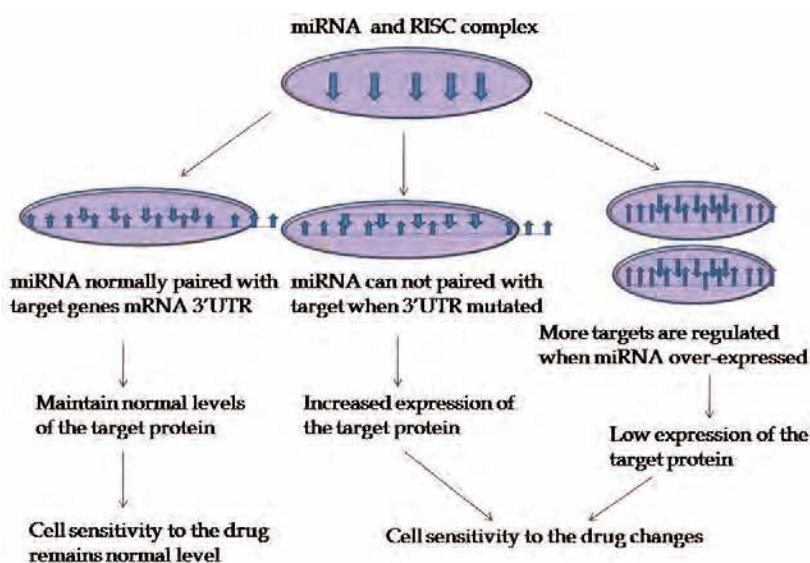 miRNA and RISC complex
miRNA normally paired with
target genes mRNA 3'UTR
miRNA can not paired with
target when 3'UTR mutated
More targets are regulated
when miRNA over-expressed
Maintain normal levels
of the target protein
Increased expression of
the target protein
Low expression of the
target protein
Cell sensitivity to the drug
remains normal level
Cell sensitivity to the drug changes